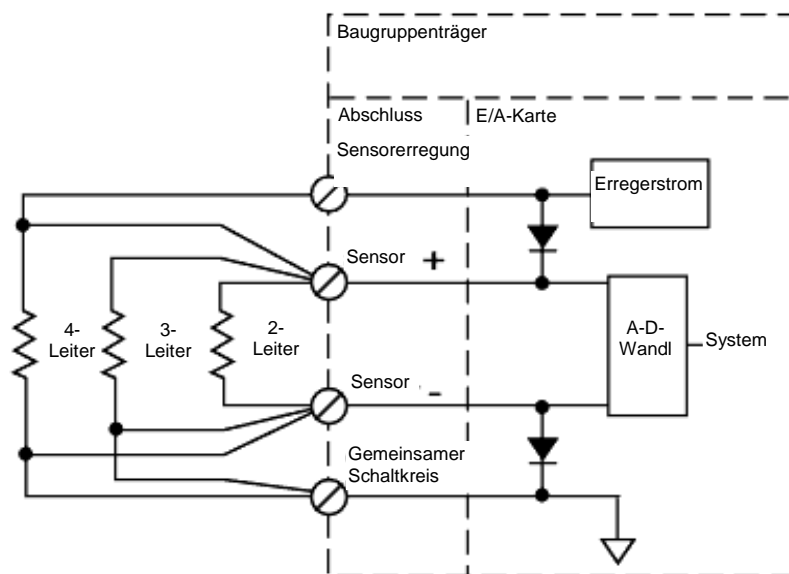 Baugruppenträger
Abschluss
E/A-Karte
Sensorerregung
Erregerstrom
Sensor +
4-
Leiter
3-
Leiter
2-
Leiter
A-D-
Wandl
System
Sensor -
Gemeinsamer
Schaltkreis